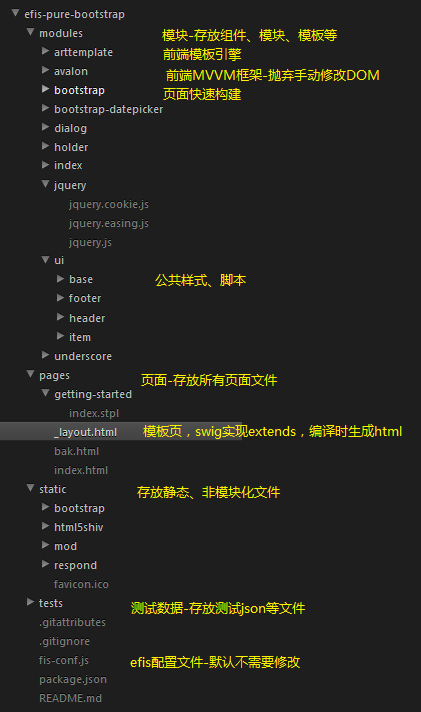 efis-pure-bootstrap
modules 模块-存放组件、模块、模板等
arttemplate 前端模板引擎
avalon 前端MVVM框架-抛弃手动修改DOM
bootstrap 页面快速构建
bootstrap-datepicker
dialog
holder
index
jquery
jquery.cookie.js
jquery.easing.js
jquery.js
ui
base 公共样式、脚本
footer
header
item
underscore
pages 页面-存放所有页面文件
getting-started
index.stpl
_layout.html 模板页，swig实现extends，编译时生成html
bak.html
index.html
static 存放静态、非模块化文件
bootstrap
html5shiv
mod
respond
favicon.ico
tests 测试数据-存放测试json等文件
.gitattributes
.gitignore
fis-conf.js efis配置文件-默认不需要修改
package.json
README.md